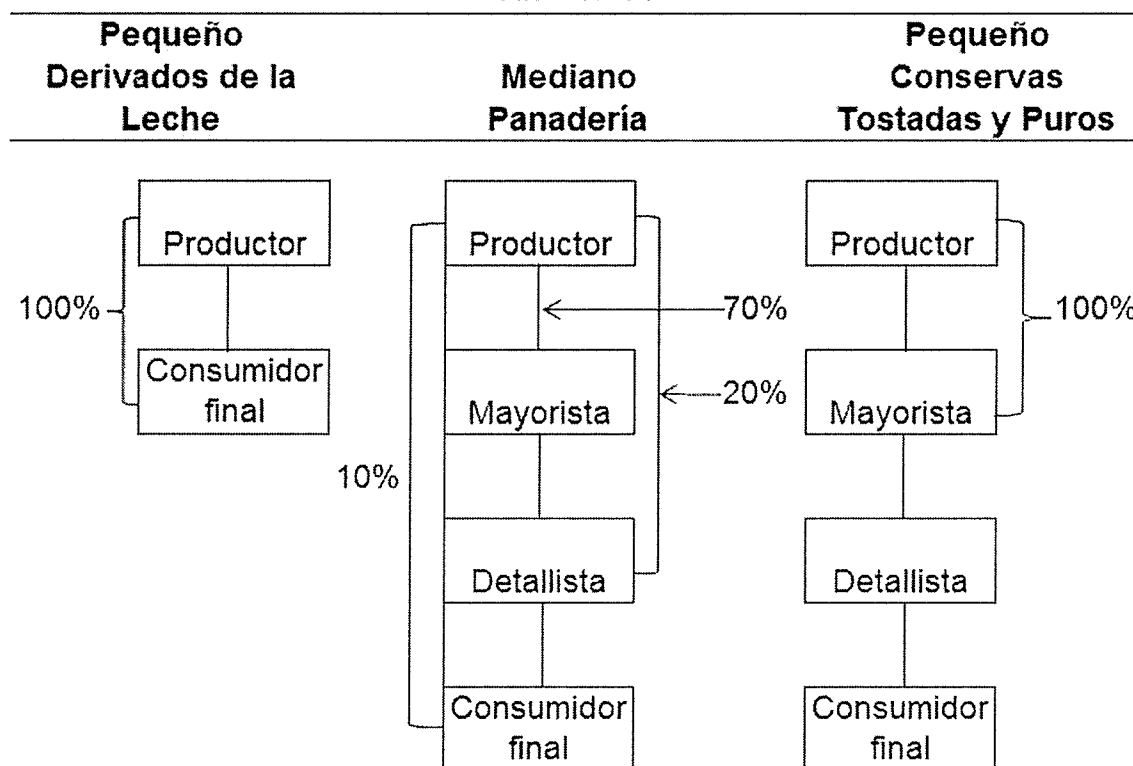 Pequeño
Derivados de la
Leche
Mediano
Panadería
Pequeño
Conservas
Tostadas y Puros
Productor
100%
Consumidor
final
Productor
70%
Mayorista
20%
10%
Detallista
Consumidor
final
Productor
100%
Mayorista
Detallista
Consumidor
final